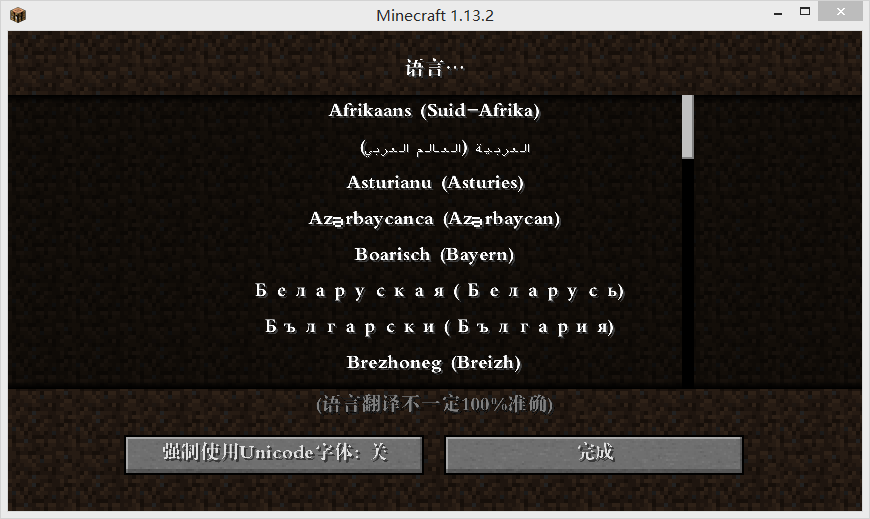 Minecraft 1.13.2
语言…
Afrikaans (Suid-Afrika)
العربية (العالم العربي)
Asturianu (Asturies)
Azərbaycanca (Azərbaycan)
Boarisch (Bayern)
Беларуская (Беларусь)
Български (България)
Brezhoneg (Breizh)
(语言翻译不一定100%准确)
强制使用Unicode字体: 关
完成